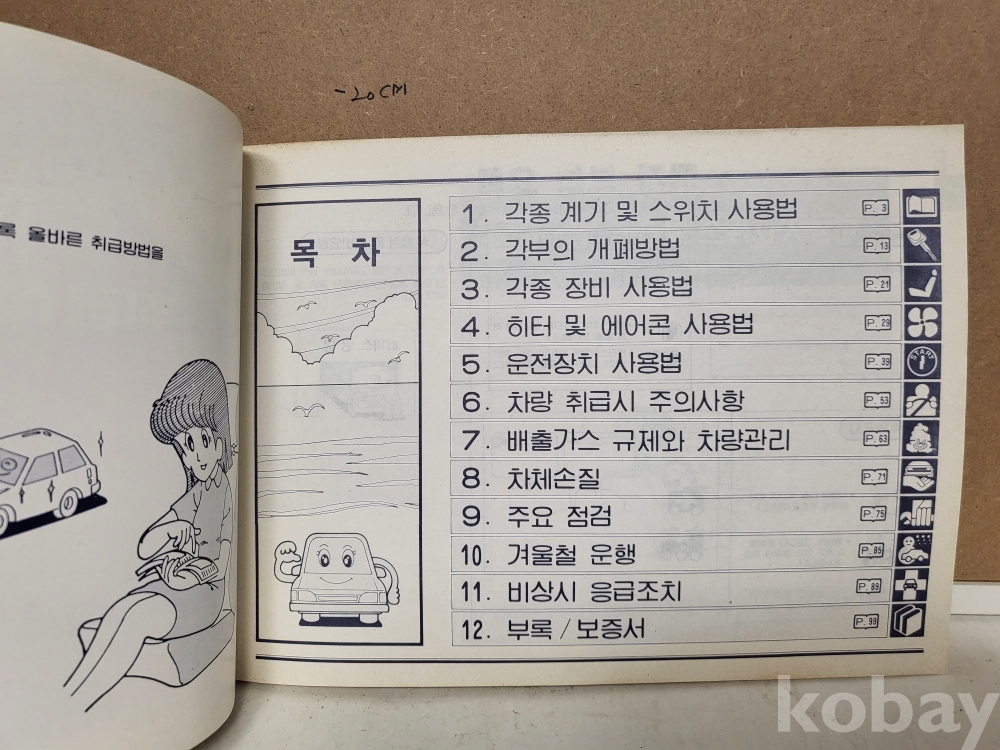 -20CM
록 올바른 취급방법을
목 차
1. 각종 계기 및 스위치 사용법 P. 3
2. 각부의 개폐방법 P. 13
3. 각종 장비 사용법 P. 21
4. 히터 및 에어콘 사용법 P. 29
5. 운전장치 사용법 P. 39
START
6. 차량 취급시 주의사항 P. 53
7. 배출가스 규제와 차량관리 P. 63
8. 차체손질 P. 71
9. 주요 점검 P. 75
10. 겨울철 운행 P. 85
11. 비상시 응급조치 P. 89
12. 부록 / 보증서 P. 99
kobay